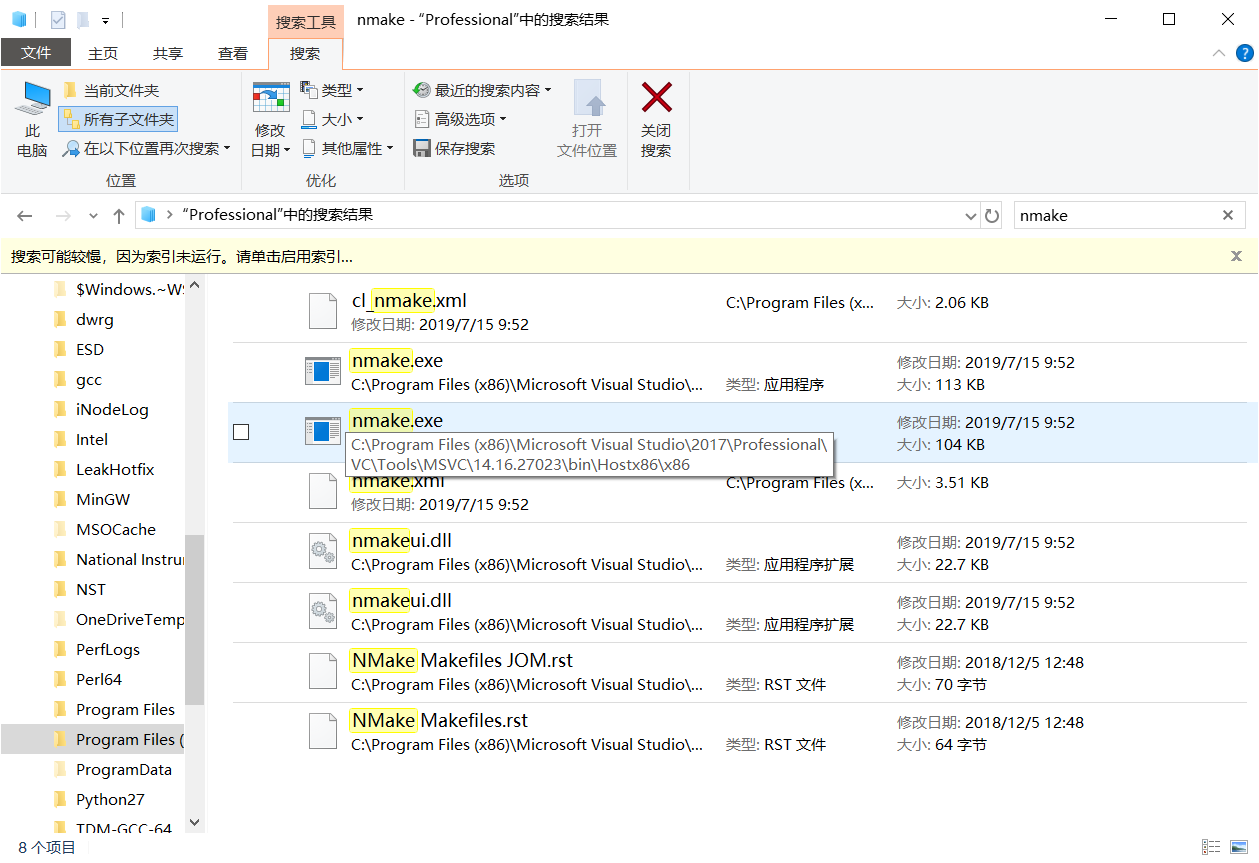 搜索工具
nmake - “Professional”中的搜索结果
文件
主页
共享
查看
搜索
此
电脑
当前文件夹
所有子文件夹
在以下位置再次搜索
位置
修改
日期
类型
大小
其他属性
优化
最近的搜索内容
高级选项
保存搜索
打开
文件位置
选项
关闭
搜索
“Professional”中的搜索结果
nmake
搜索可能较慢，因为索引未运行。请单击启用索引...
$Windows.~WS
dwrg
ESD
gcc
iNodeLog
Intel
LeakHotfix
MinGW
MSOCache
National Instru
NST
OneDriveTemp
PerfLogs
Perl64
Program Files
Program Files (
ProgramData
Python27
TDM-GCC-64
cl_nmake.xml
修改日期: 2019/7/15 9:52
C:\Program Files (x...
大小: 2.06 KB
nmake.exe
C:\Program Files (x86)\Microsoft Visual Studio\...
类型: 应用程序
修改日期: 2019/7/15 9:52
大小: 113 KB
nmake.exe
修改日期: 2019/7/15 9:52
大小: 104 KB
C:\Program Files (x86)\Microsoft Visual Studio\2017\Professional\
VC\Tools\MSVC\14.16.27023\bin\Hostx86\x86
nmake.xml
修改日期: 2019/7/15 9:52
C:\Program Files (x...
大小: 3.51 KB
nmakeui.dll
C:\Program Files (x86)\Microsoft Visual Studio\...
类型: 应用程序扩展
修改日期: 2019/7/15 9:52
大小: 22.7 KB
nmakeui.dll
C:\Program Files (x86)\Microsoft Visual Studio\...
类型: 应用程序扩展
修改日期: 2019/7/15 9:52
大小: 22.7 KB
NMake Makefiles JOM.rst
C:\Program Files (x86)\Microsoft Visual Studio\...
类型: RST 文件
修改日期: 2018/12/5 12:48
大小: 70 字节
NMake Makefiles.rst
C:\Program Files (x86)\Microsoft Visual Studio\...
类型: RST 文件
修改日期: 2018/12/5 12:48
大小: 64 字节
8 个项目